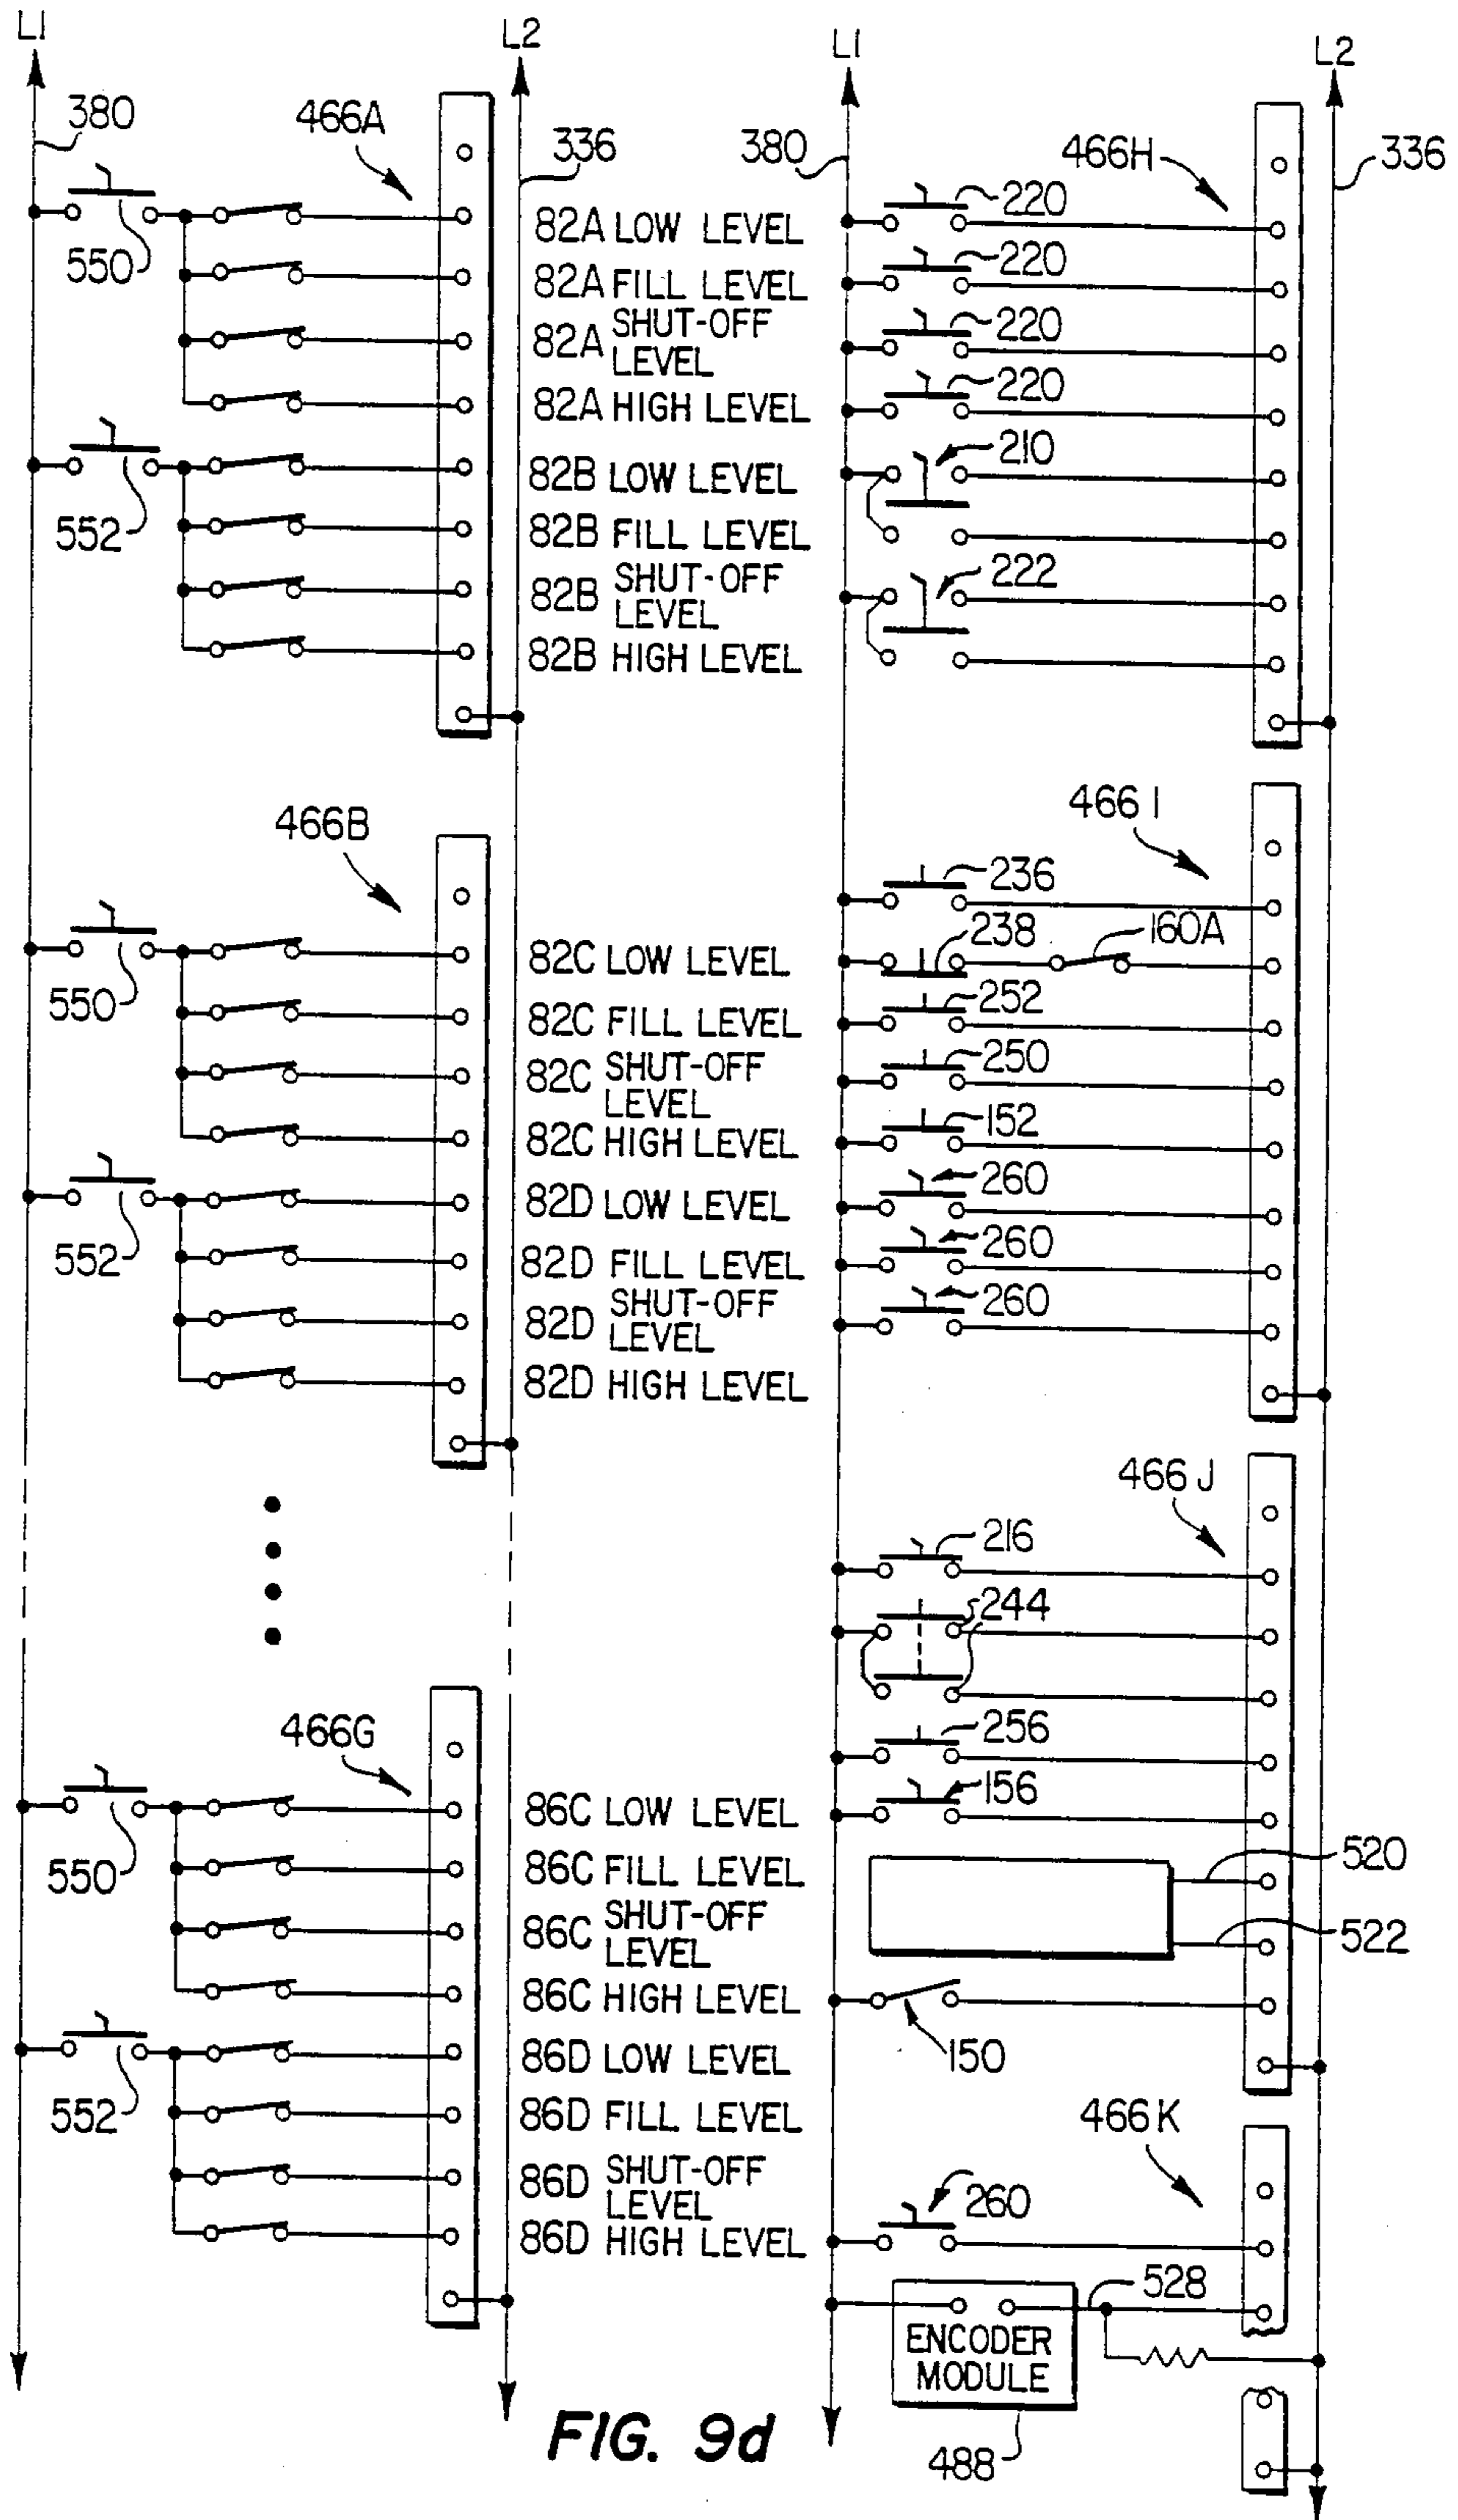 L1
L2
380
466A
336
550
82A LOW LEVEL
82A FILL LEVEL
82A SHUT-OFF
LEVEL
82A HIGH LEVEL
552
82B LOW LEVEL
82B FILL LEVEL
82B SHUT-OFF
LEVEL
82B HIGH LEVEL
466B
550
82C LOW LEVEL
82C FILL LEVEL
82C SHUT-OFF
LEVEL
82C HIGH LEVEL
552
82D LOW LEVEL
82D FILL LEVEL
82D SHUT-OFF
LEVEL
82D HIGH LEVEL
466G
550
86C LOW LEVEL
86C FILL LEVEL
86C SHUT-OFF
LEVEL
86C HIGH LEVEL
552
86D LOW LEVEL
86D FILL LEVEL
86D SHUT-OFF
LEVEL
86D HIGH LEVEL
L1
L2
380
466H
336
220
220
220
220
210
222
466I
236
238
160A
252
250
152
260
260
260
466J
216
244
256
156
520
522
150
466K
260
528
ENCODER
MODULE
488
FIG. 9d